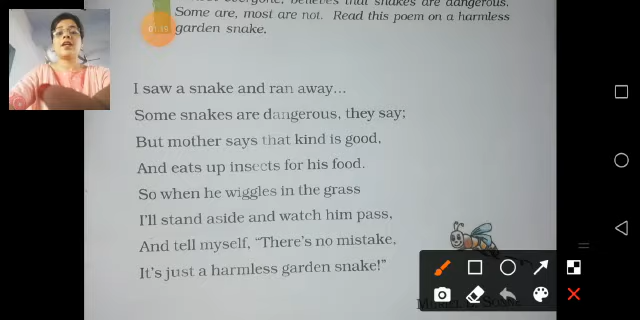 everyone, believes that snakes are dangerous.
Some are, most are not. Read this poem on a harmless
garden snake.
01:19
I saw a snake and ran away...
Some snakes are dangerous, they say;
But mother says that kind is good,
And eats up insects for his food.
So when he wiggles in the grass
I'll stand aside and watch him pass,
And tell myself, “There's no mistake,
It's just a harmless garden snake!”